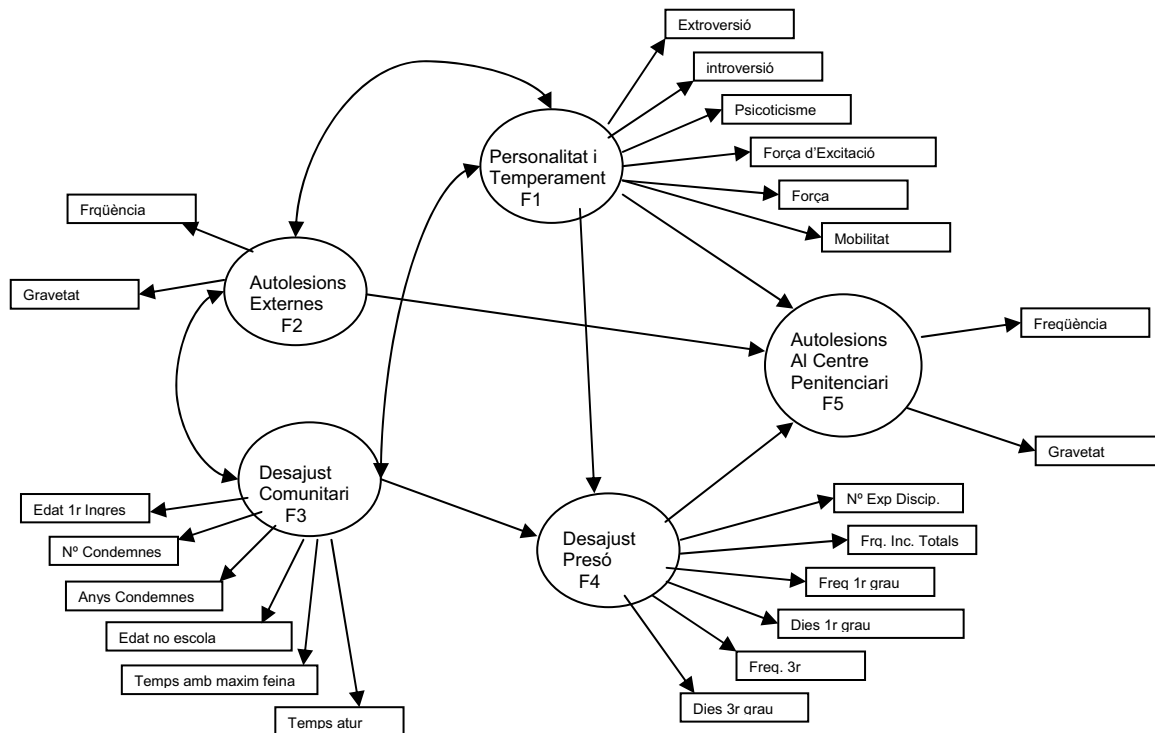 Extroversió
introversió
Psicoticisme
Personalitat i
Temperament
F1
Força d'Excitació
Força
Mobilitat
Frqüència
Gravetat
Autolesions
Externes
F2
Autolesions
Al Centre
Penitenciari
F5
Freqüència
Gravetat
Desajust
Comunitari
F3
Edat 1r Ingres
Nº Condemnes
Anys Condemnes
Edat no escola
Temps amb maxim feina
Temps atur
Desajust
Presó
F4
Nº Exp Discip.
Frq. Inc. Totals
Freq 1r grau
Dies 1r grau
Freq. 3r
Dies 3r grau